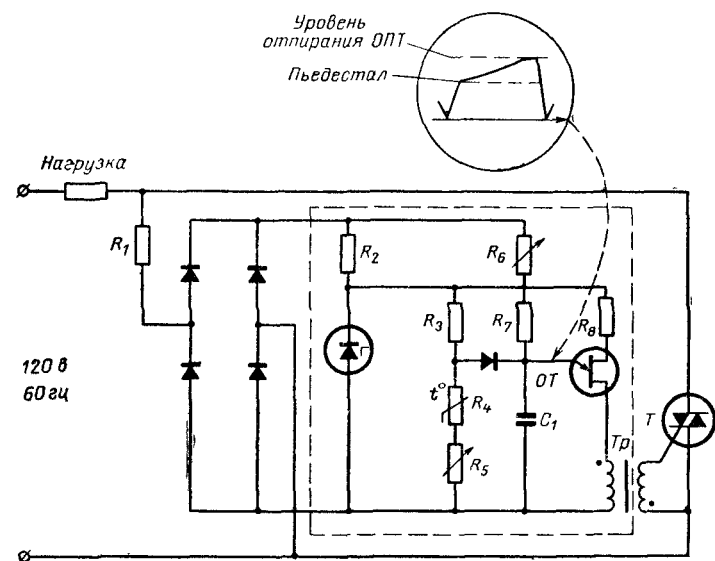 Уровень
отпирания ОПТ
Пьедестал
Нагрузка
R1
R2
R6
R3
R7
R8
120 в
60 гц
t°
R4
ОТ
C1
R5
Тр
Т